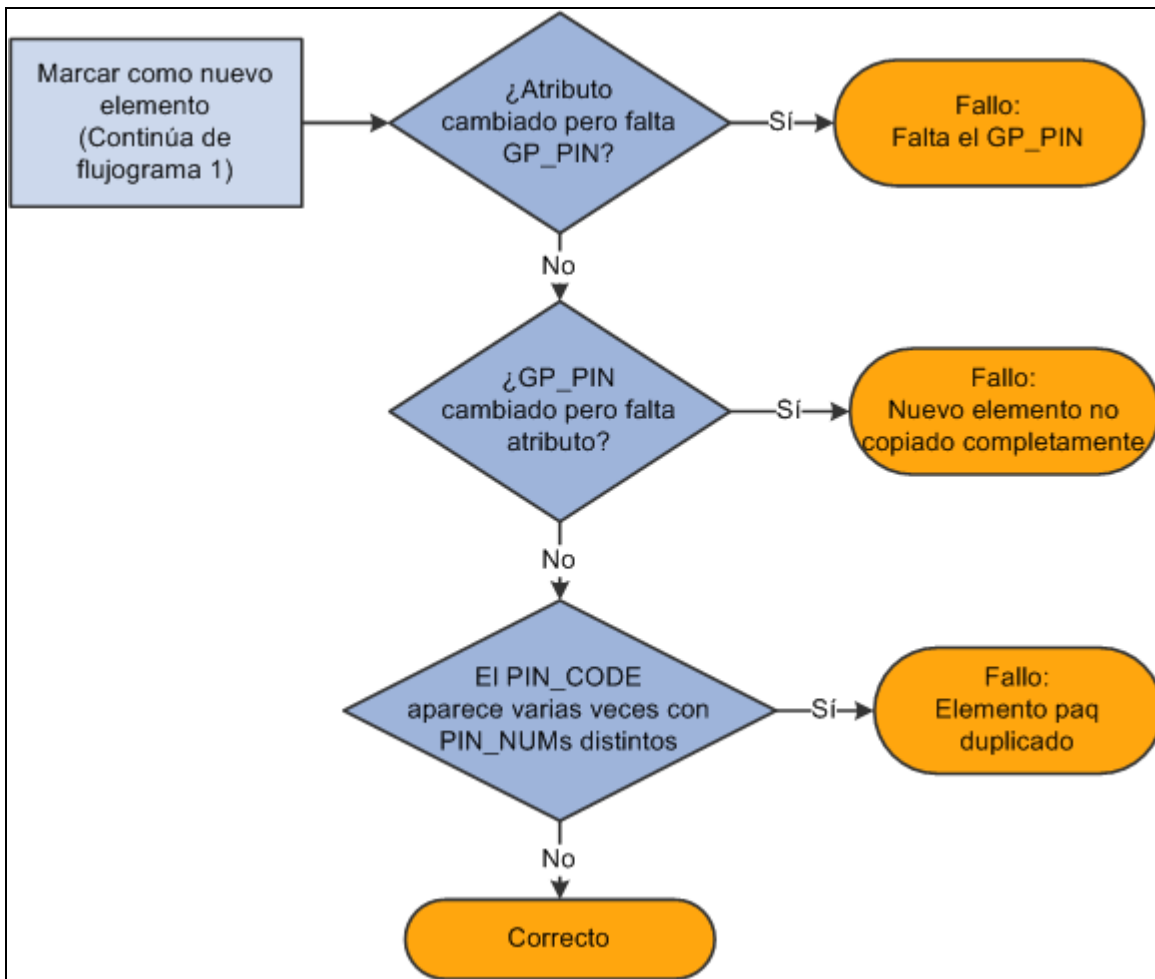 Marcar como nuevo
elemento
(Continúa de
flujograma 1)
¿Atributo
cambiado pero falta
GP_PIN?
Sí
Fallo:
Falta el GP_PIN
No
¿GP_PIN
cambiado pero falta
atributo?
Sí
Fallo:
Nuevo elemento no
copiado completamente
No
El PIN_CODE
aparece varias veces con
PIN_NUMs distintos
Sí
Fallo:
Elemento paq
duplicado
No
Correcto